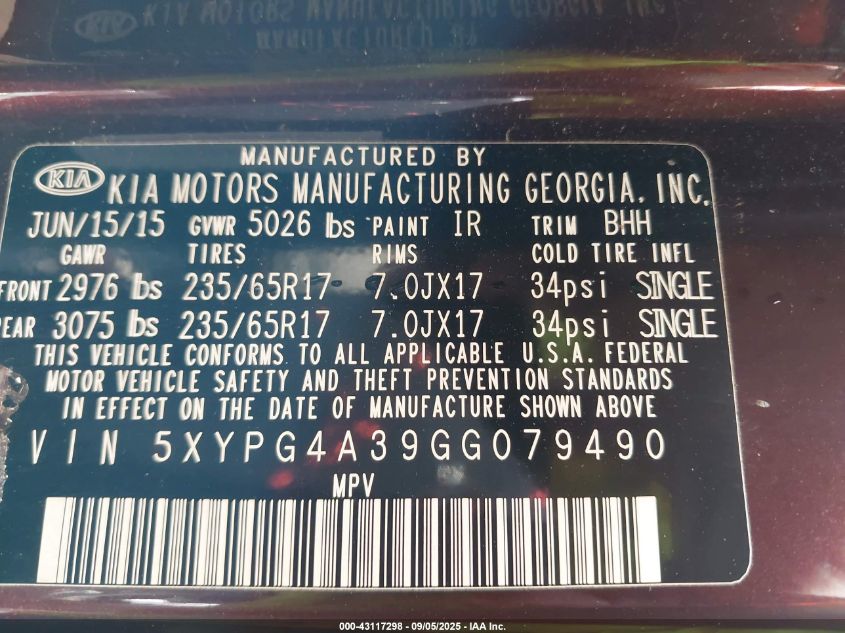 MANUFACTURED BY
KIA KIA MOTORS MANUFACTURING GEORGIA, INC.
JUN/15/15 GVWR 5026 lbs PAINT IR TRIM BHH
GAWR TIRES RIMS COLD TIRE INFL
FRONT 2976 lbs 235/65R17 7.0JX17 34psi SINGLE
REAR 3075 lbs 235/65R17 7.0JX17 34psi SINGLE
THIS VEHICLE CONFORMS TO ALL APPLICABLE U.S.A. FEDERAL
MOTOR VEHICLE SAFETY AND THEFT PREVENTION STANDARDS
IN EFFECT ON THE DATE OF MANUFACTURE SHOWN ABOVE
VIN 5XYPG4A39GG079490
MPV
000-43117298 - 09/05/2025 - IAA Inc.